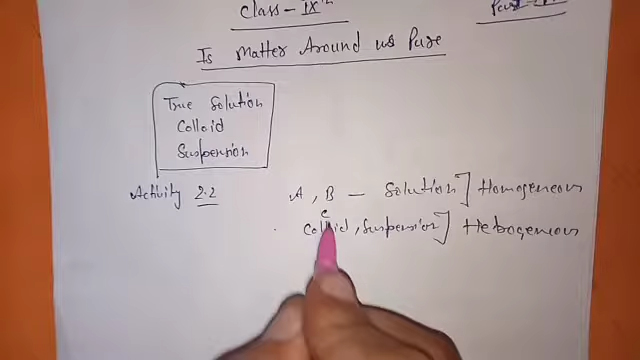 Class - IX
Is Matter Around us Pure
True Solution
Colloid
Suspension
Activity 2.2
A, B — Solution] Homogeneous
C
Colloid, Suspension] Hetrogeneous